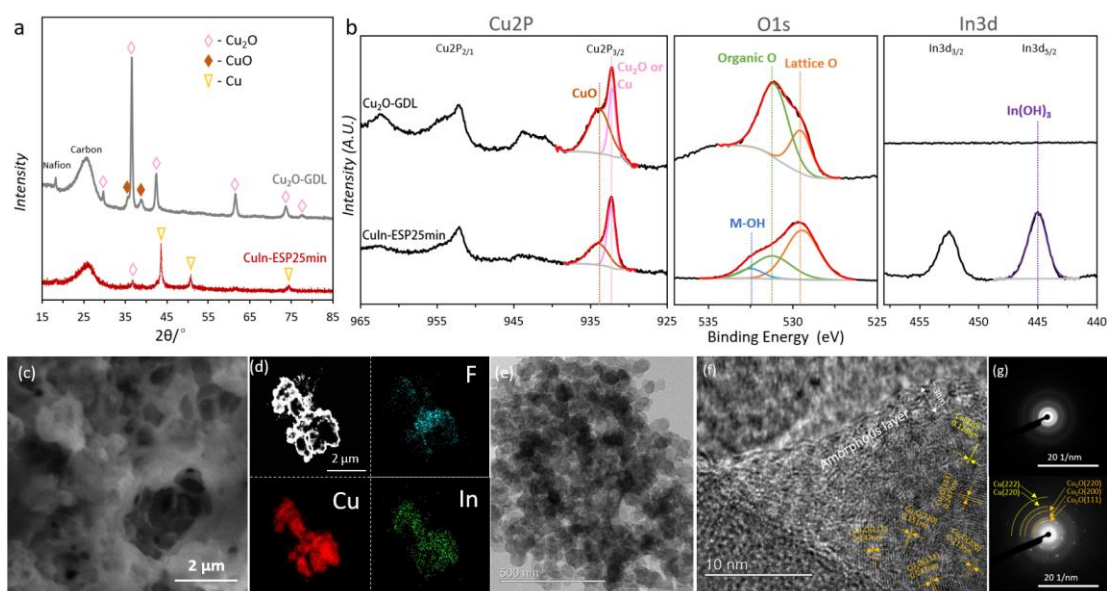 a
◇ - Cu₂O
◆ - CuO
▽ - Cu
Intensity
Nafion
Carbon
Cu₂O-GDL
CuIn-ESP25min
15 25 35 45 55 65 75 85
2θ/°
b
Cu2P
O1s
In3d
Intensity (A.U.)
Cu2P₂/₁
Cu2P₃/₂
CuO
Cu₂O or
Cu
Cu₂O-GDL
CuIn-ESP25min
965 955 945 935 925
Organic O
Lattice O
M-OH
535 530 525
In3d₃/₂
In3d₅/₂
In(OH)₃
455 450 445 440
Binding Energy (eV)
(c)
2 μm
(d)
2 μm
F
Cu
In
(e)
500 nm
(f)
Amorphous layer
10 nm
(g)
20 1/nm
Cu(222)
Cu(220)
Cu₂O(220)
Cu₂O(200)
Cu₂O(111)
20 1/nm